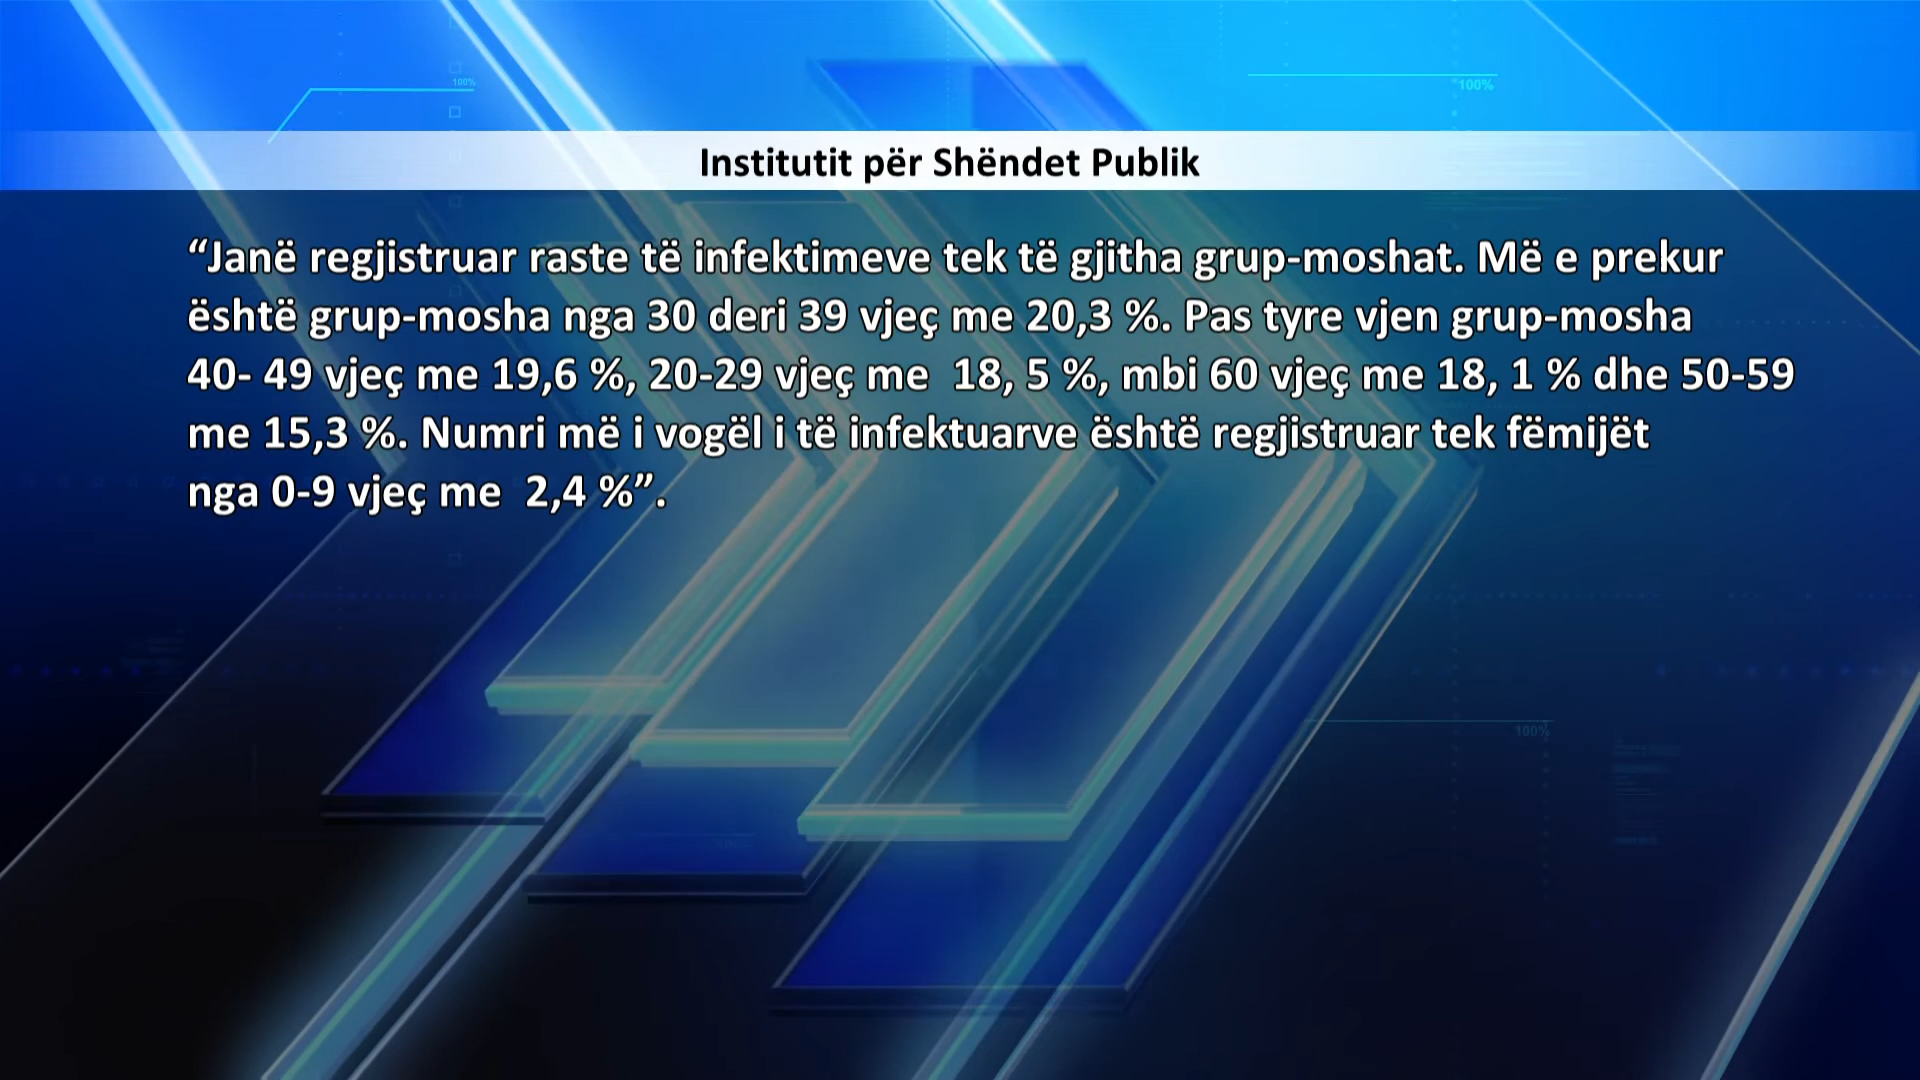 100%
100%
Institutit për Shëndet Publik
“Janë regjistruar raste të infektimeve tek të gjitha grup-moshat. Më e prekur
është grup-mosha nga 30 deri 39 vjeç me 20,3 %. Pas tyre vjen grup-mosha
40- 49 vjeç me 19,6 %, 20-29 vjeç me  18, 5 %, mbi 60 vjeç me 18, 1 % dhe 50-59
me 15,3 %. Numri më i vogël i të infektuarve është regjistruar tek fëmijët
nga 0-9 vjeç me  2,4 %”.
100%